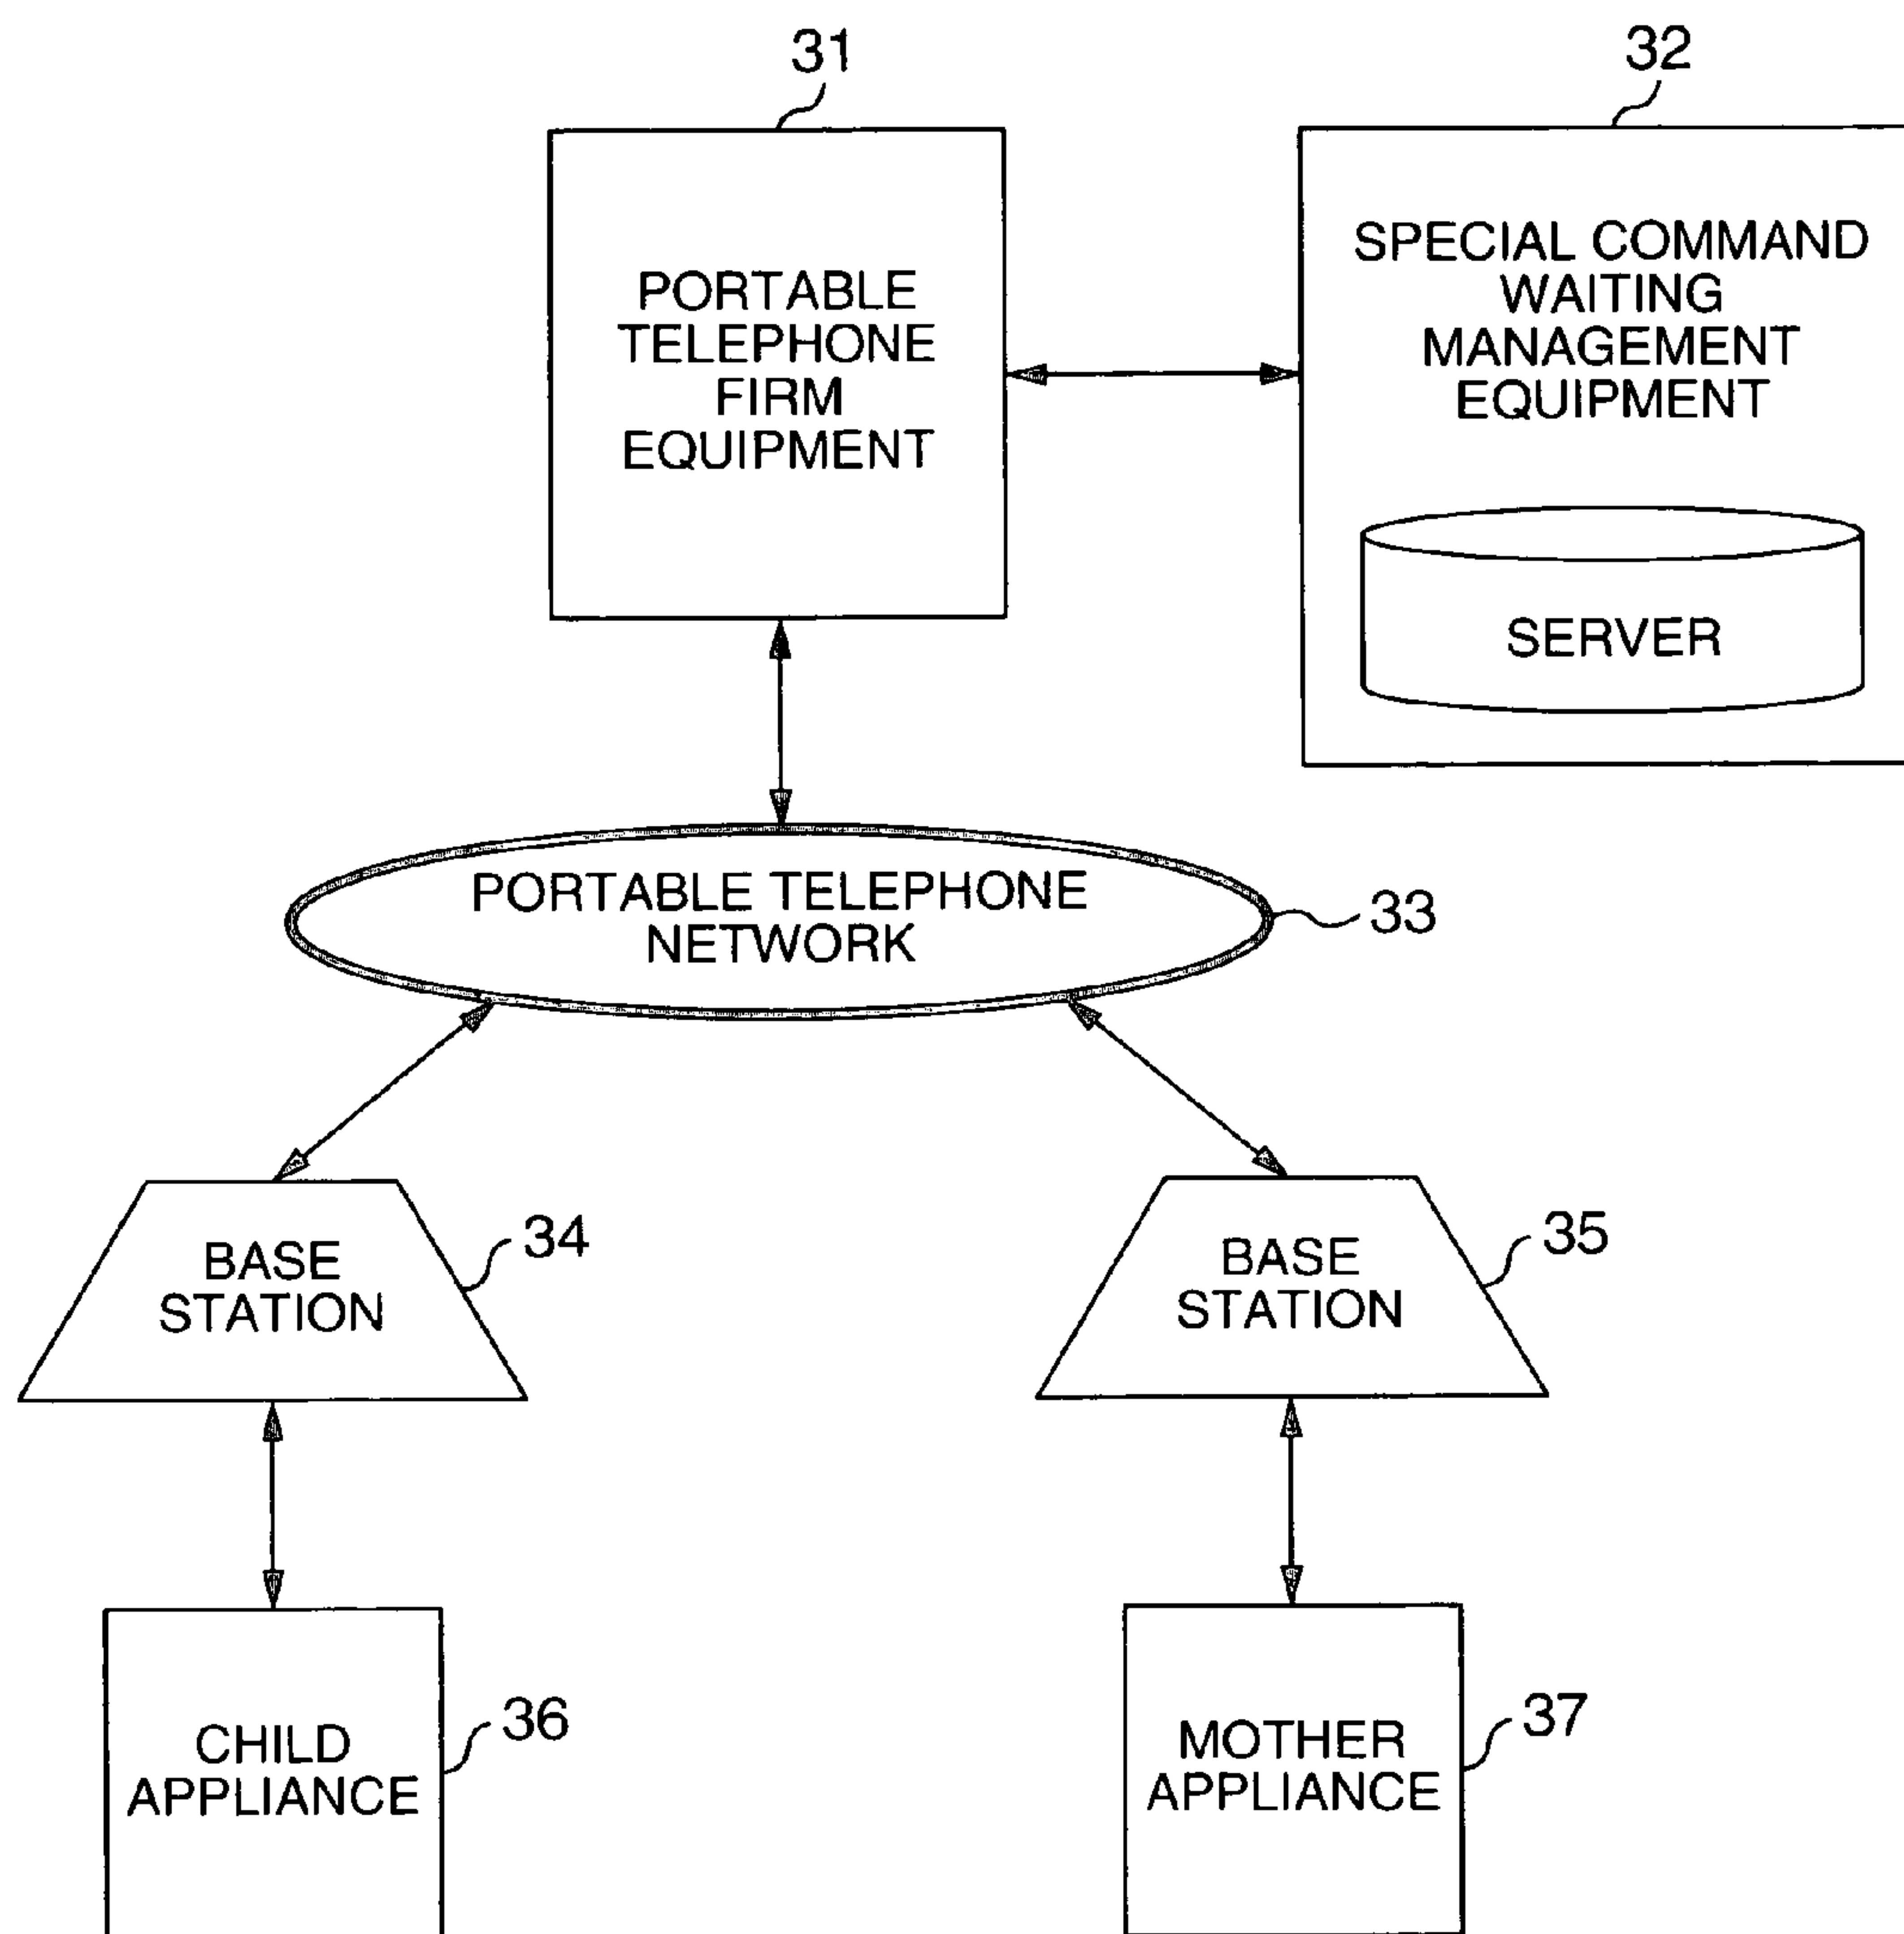 31
32
PORTABLE
TELEPHONE
FIRM
EQUIPMENT
SPECIAL COMMAND
WAITING
MANAGEMENT
EQUIPMENT
SERVER
PORTABLE TELEPHONE
NETWORK
33
BASE
STATION
34
BASE
STATION
35
CHILD
APPLIANCE
36
MOTHER
APPLIANCE
37